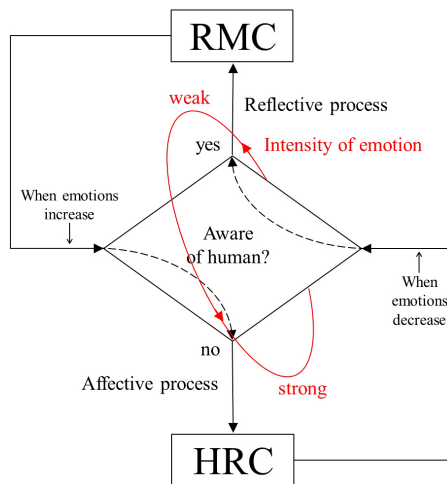 RMC
weak
Reflective process
yes
Intensity of emotion
When emotions
increase
Aware
of human?
When
emotions
decrease
no
Affective process
strong
HRC